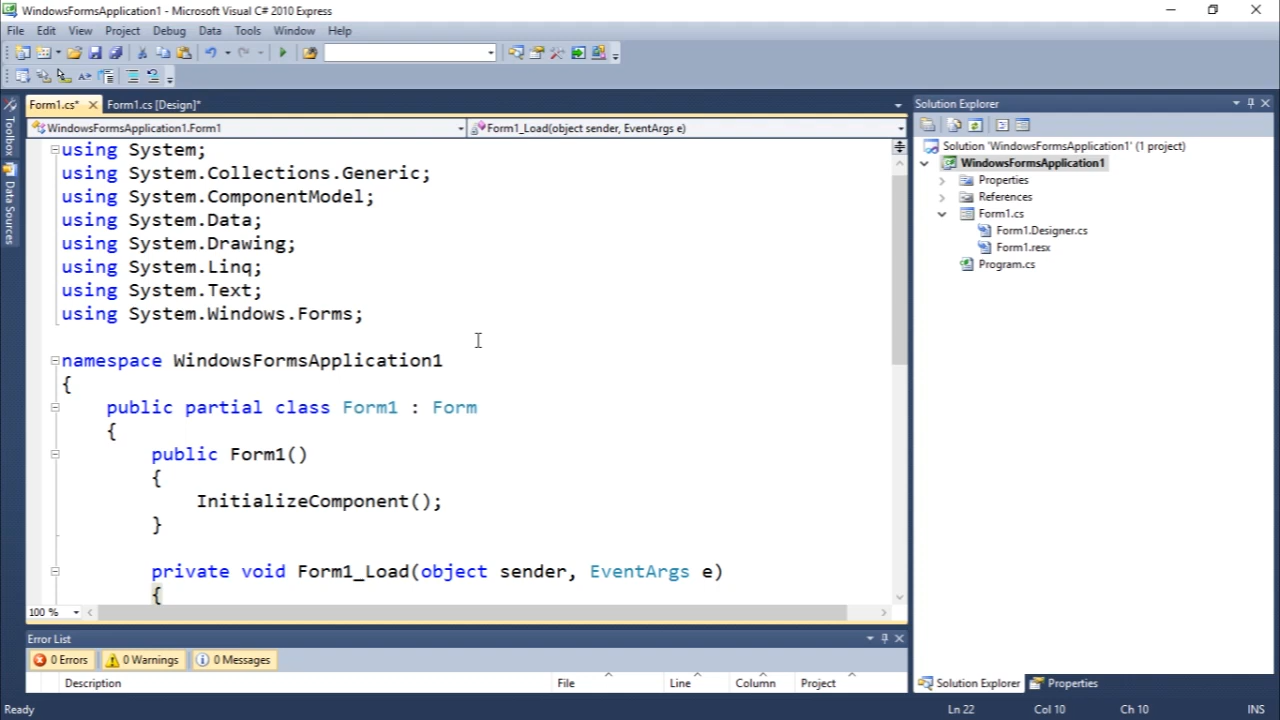 WindowsFormsApplication1 - Microsoft Visual C# 2010 Express
File Edit View Project Debug Data Tools Window Help
Form1.cs* Form1.cs [Design]*
WindowsFormsApplication1.Form1 Form1_Load(object sender, EventArgs e)
Toolbox
Data Sources
using System;
using System.Collections.Generic;
using System.ComponentModel;
using System.Data;
using System.Drawing;
using System.Linq;
using System.Text;
using System.Windows.Forms;
namespace WindowsFormsApplication1
{
public partial class Form1 : Form
{
public Form1()
{
InitializeComponent();
}
private void Form1_Load(object sender, EventArgs e)
{
100 %
Solution Explorer
Solution 'WindowsFormsApplication1' (1 project)
WindowsFormsApplication1
Properties
References
Form1.cs
Form1.Designer.cs
Form1.resx
Program.cs
Error List
0 Errors 0 Warnings 0 Messages
Description File Line Column Project
Solution Explorer Properties
Ready Ln 22 Col 10 Ch 10 INS